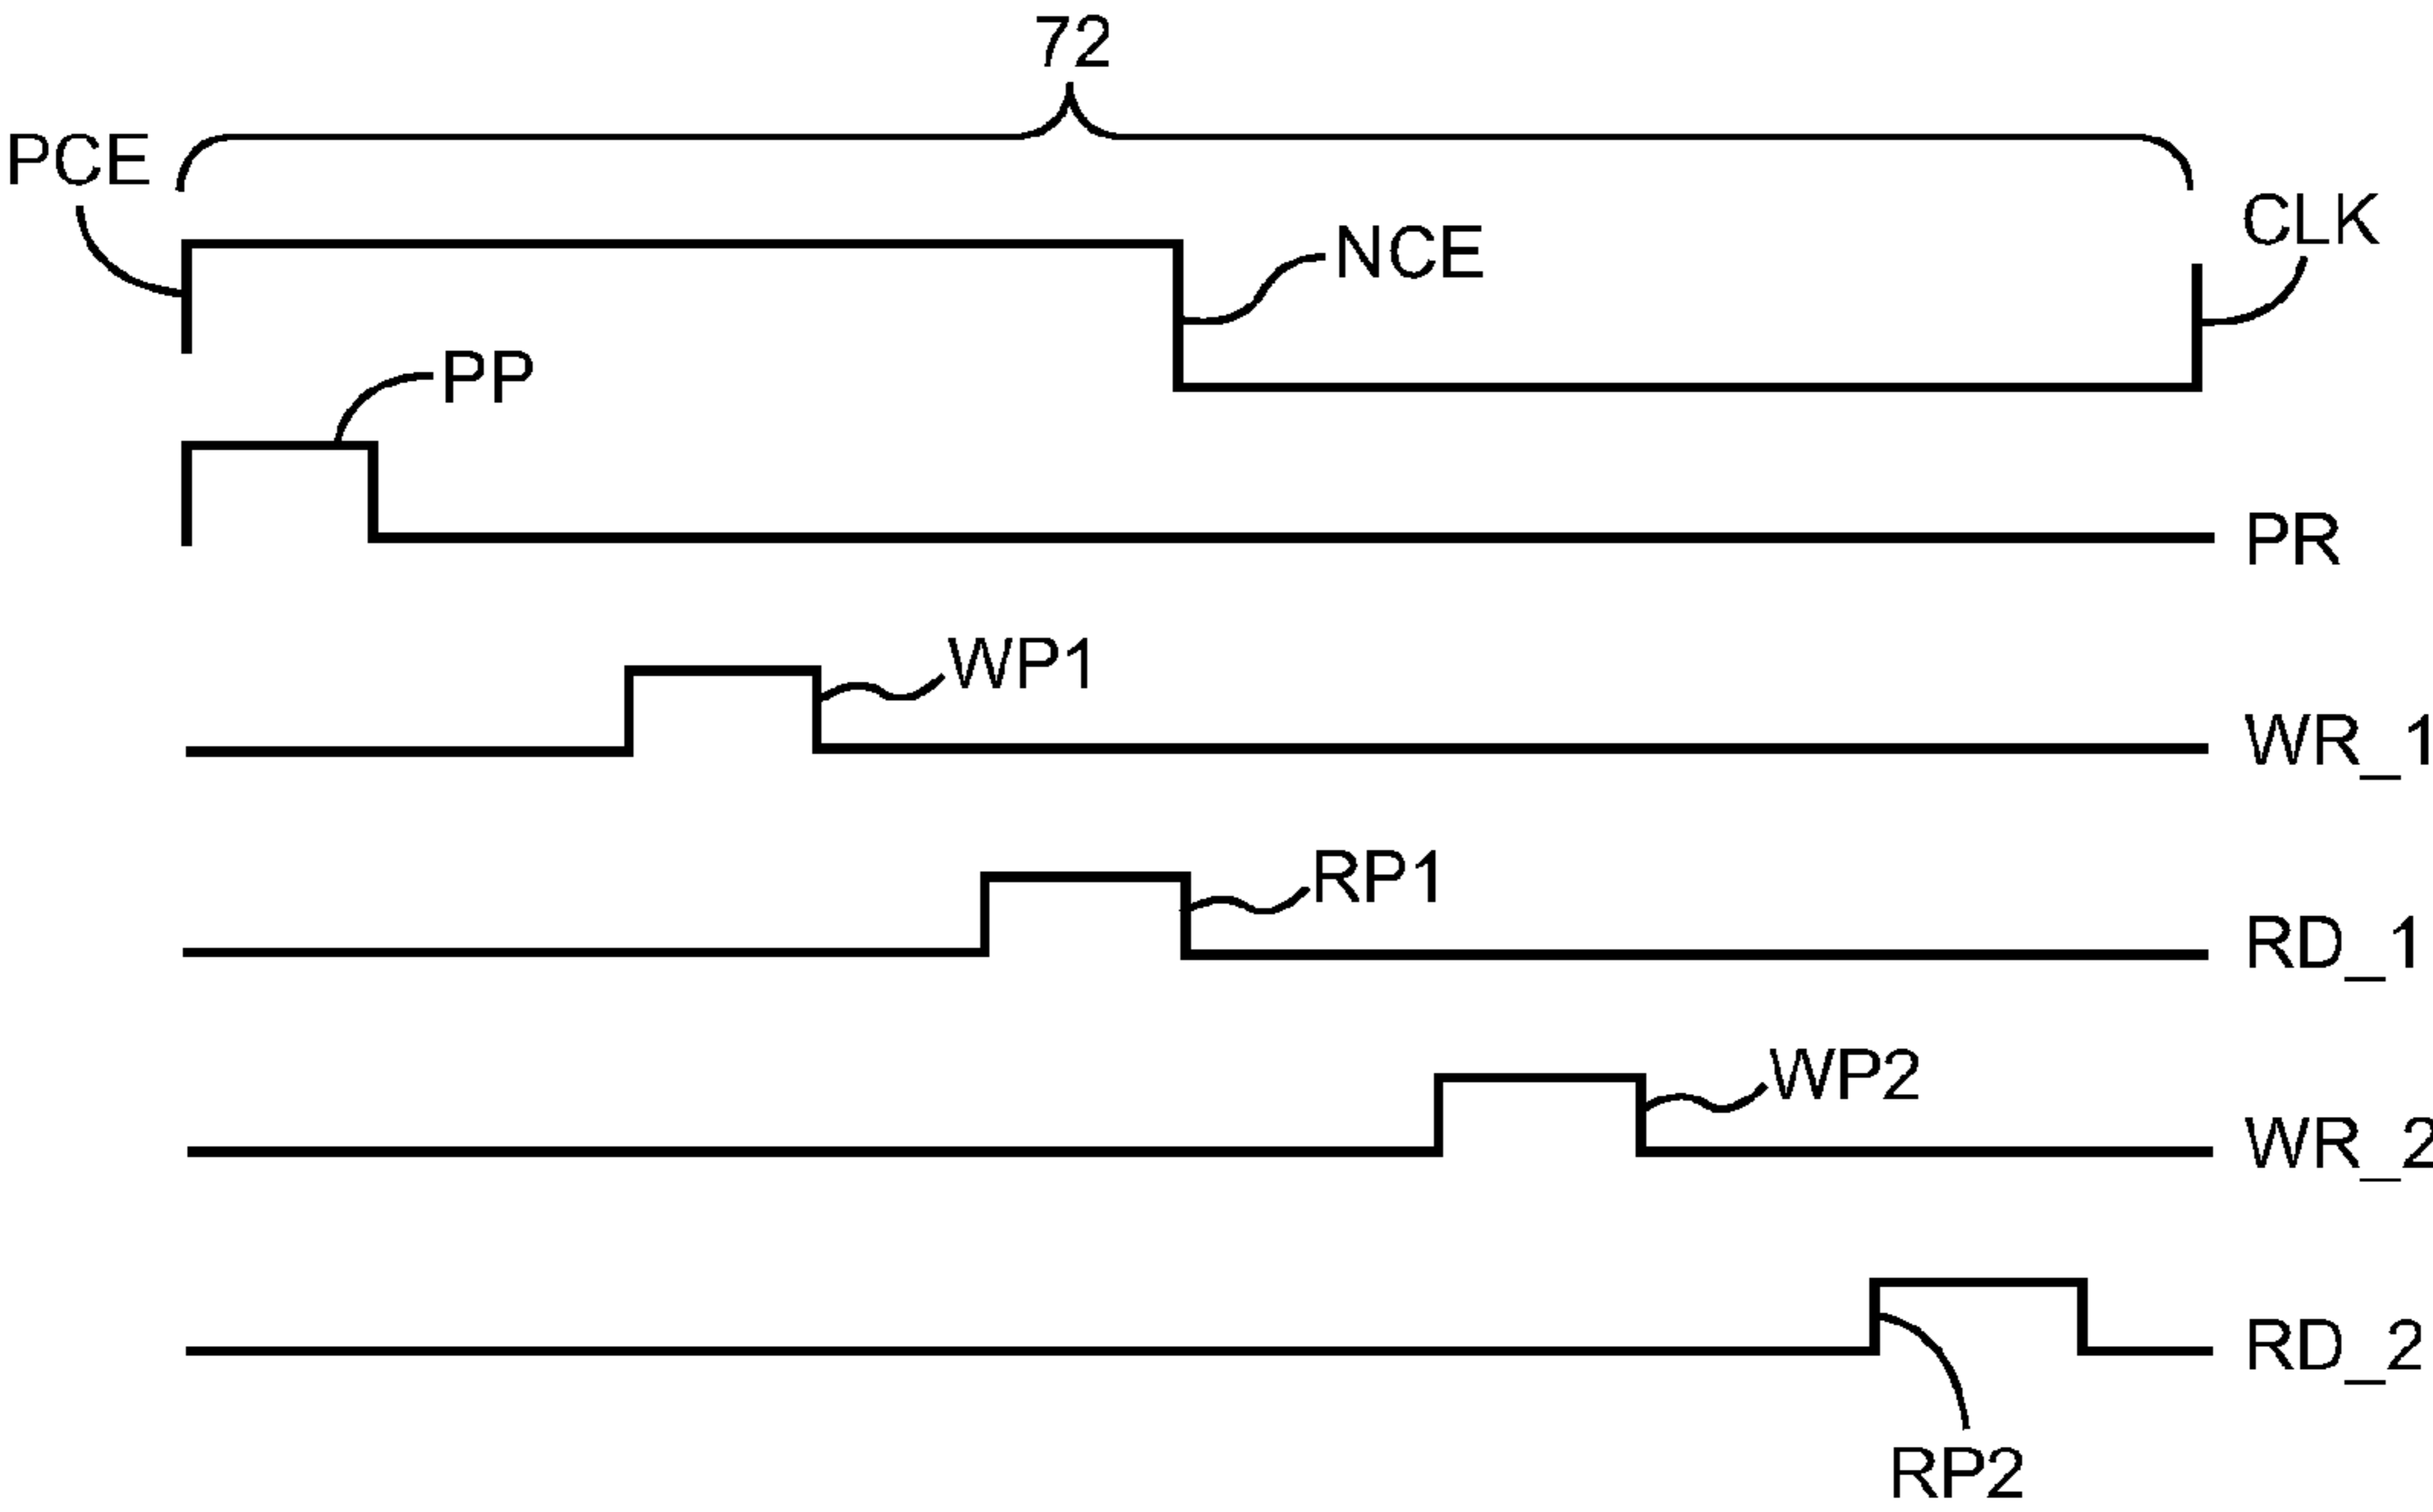 72
PCE
CLK
NCE
PP
PR
WP1
WR_1
RP1
RD_1
WP2
WR_2
RD_2
RP2